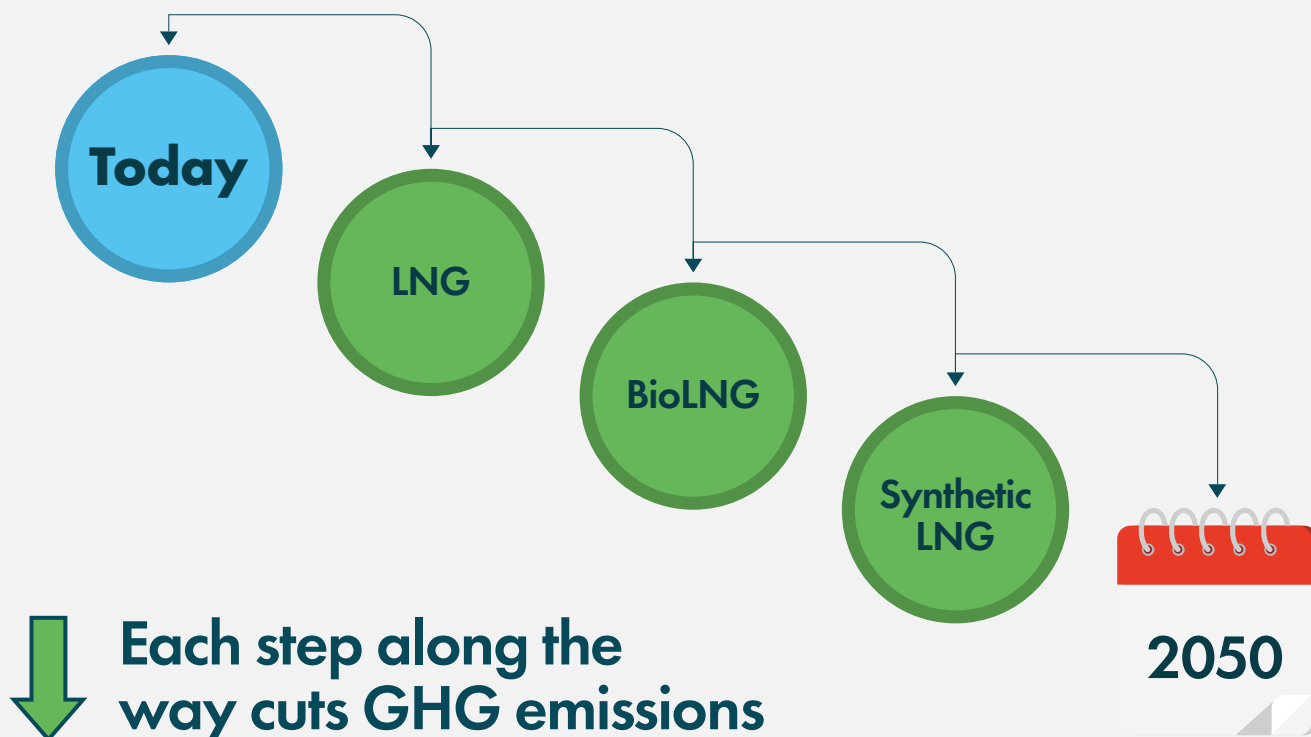 Today
LNG
BioLNG
Synthetic
LNG
2050
Each step along the
way cuts GHG emissions